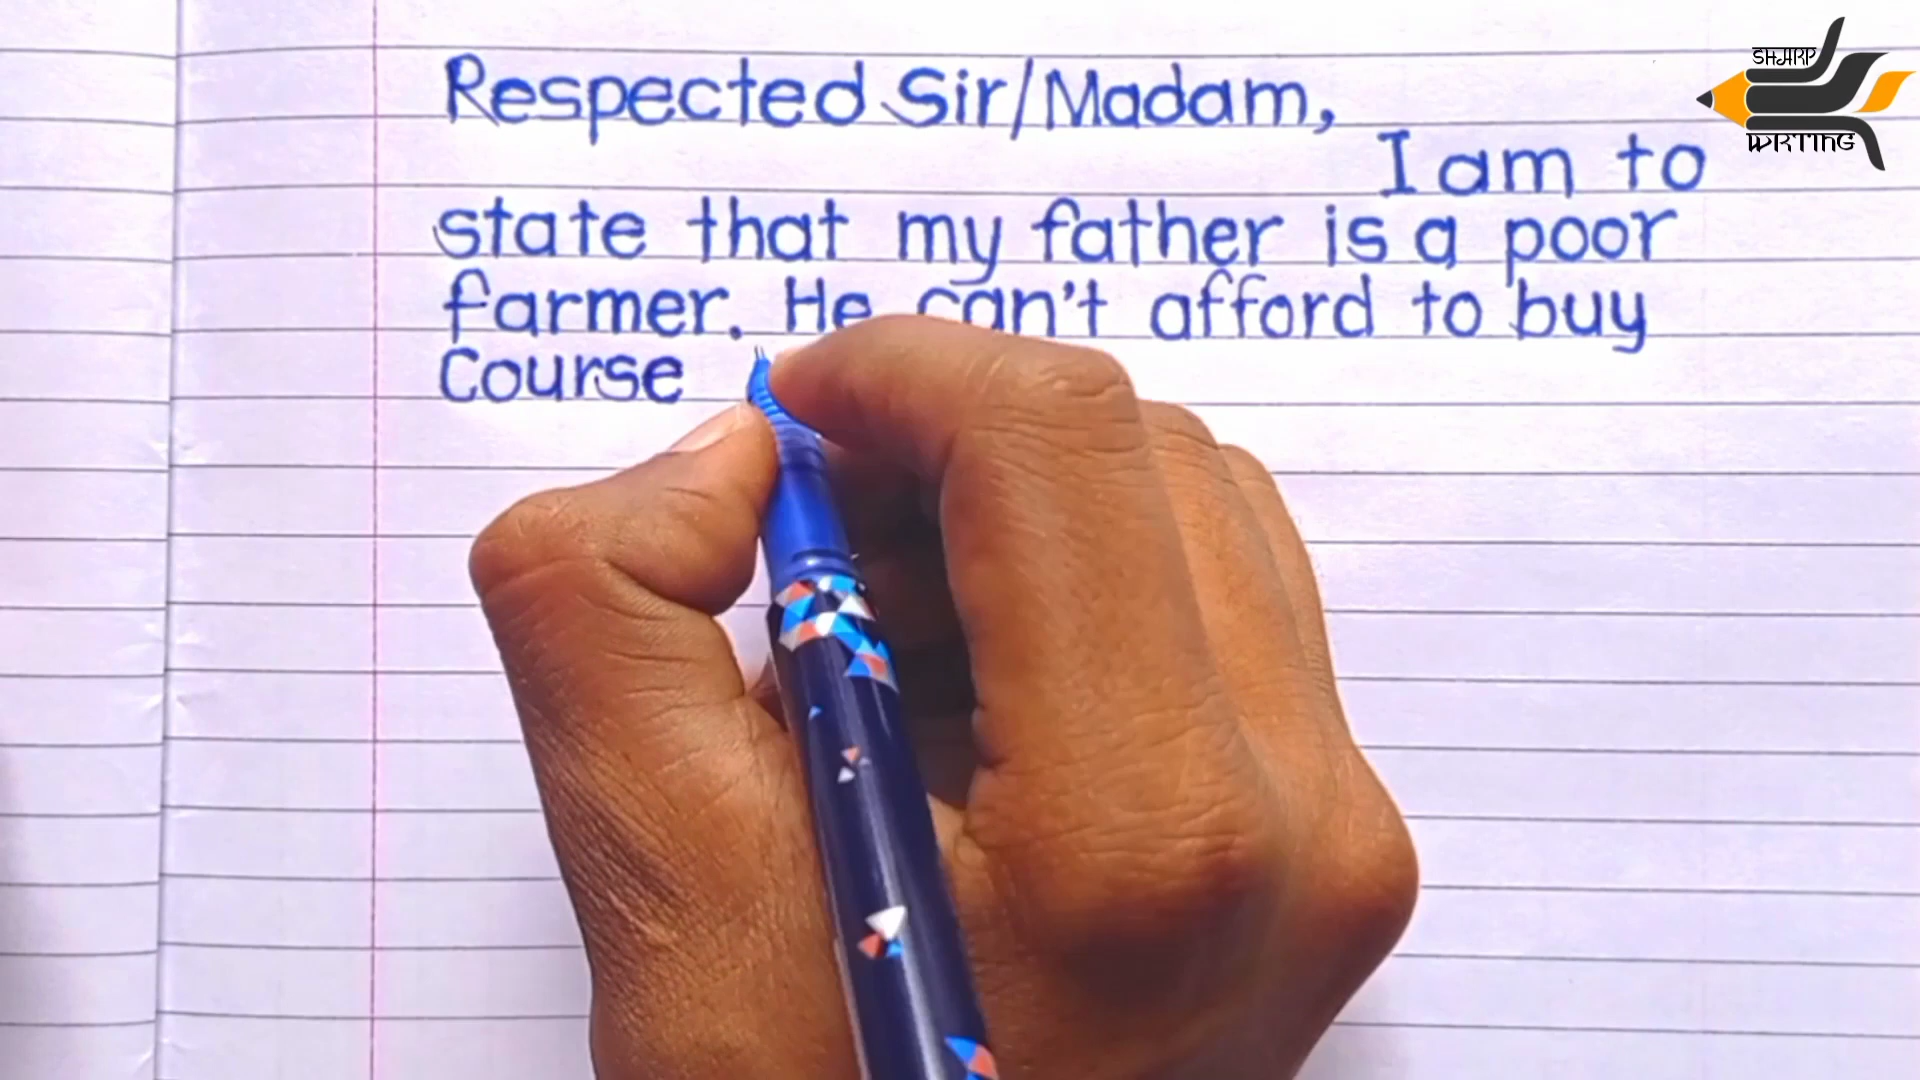 Respected Sir/Madam,
I am to
state that my father is a poor
farmer. He can't afford to buy
Course
SHARP
WRTING